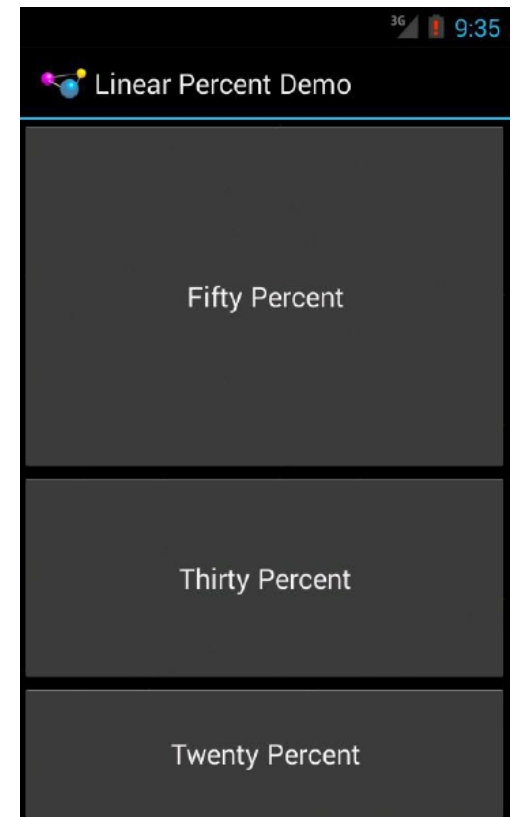 3G 9:35
Linear Percent Demo
Fifty Percent
Thirty Percent
Twenty Percent